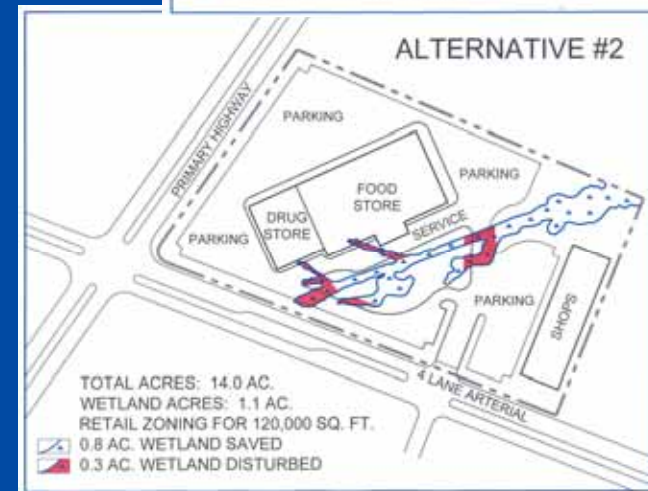 ALTERNATIVE #2
PRIMARY HIGHWAY
PARKING
PARKING
FOOD
STORE
DRUG
STORE
PARKING
SERVICE
PARKING
SHOPS
4 LANE ARTERIAL
TOTAL ACRES: 14.0 AC.
WETLAND ACRES: 1.1 AC.
RETAIL ZONING FOR 120,000 SQ. FT.
0.8 AC. WETLAND SAVED
0.3 AC. WETLAND DISTURBED